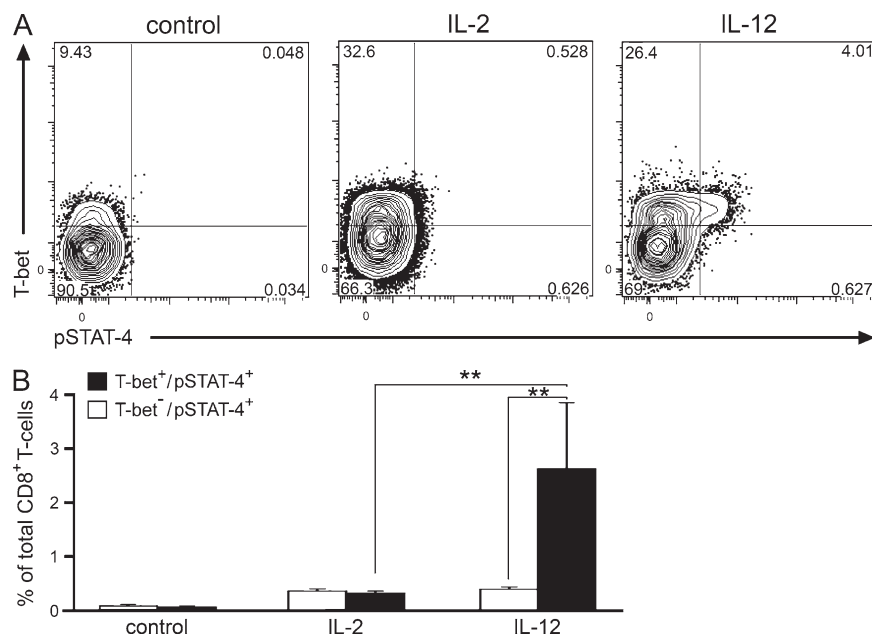 A
control
IL-2
IL-12
9.43
0.048
32.6
0.528
26.4
4.01
T-bet
0
0
0
90.5
0.034
66.3
0.626
69
0.627
0
0
0
pSTAT-4
B
T-bet⁺/pSTAT-4⁺
T-bet⁻/pSTAT-4⁺
**
**
% of total CD8⁺ T-cells
4
3
2
1
0
control
IL-2
IL-12